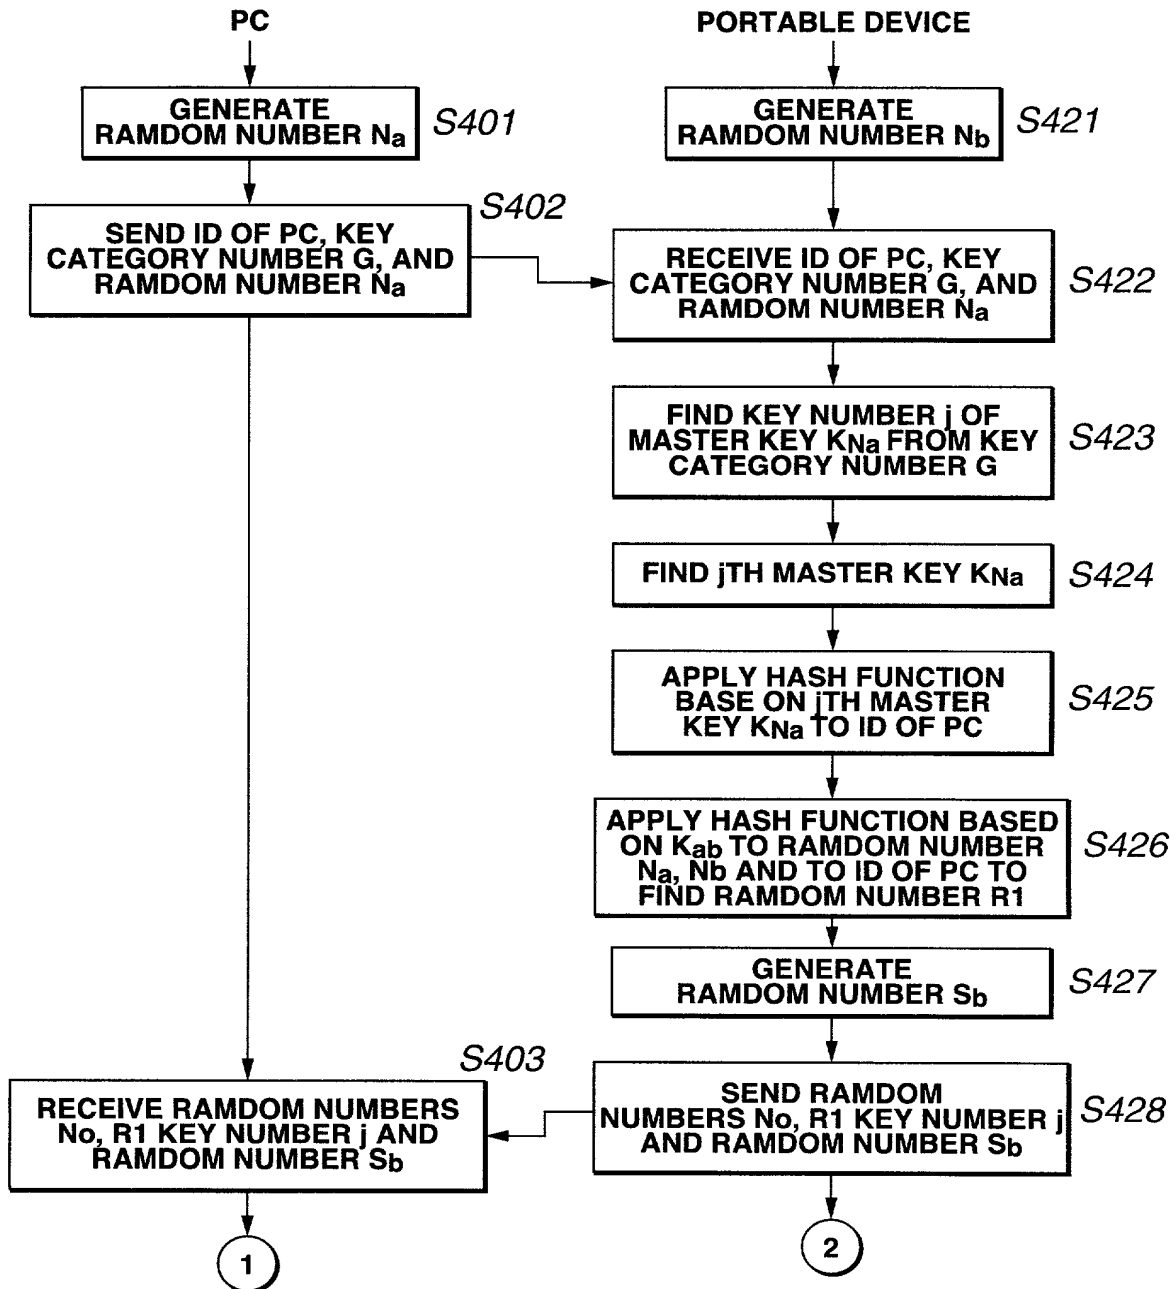 PC
GENERATE
RAMDOM NUMBER Na
S401
SEND ID OF PC, KEY
CATEGORY NUMBER G, AND
RAMDOM NUMBER Na
S402
RECEIVE RAMDOM NUMBERS
No, R1 KEY NUMBER j AND
RAMDOM NUMBER Sb
S403
1
PORTABLE DEVICE
GENERATE
RAMDOM NUMBER Nb
S421
RECEIVE ID OF PC, KEY
CATEGORY NUMBER G, AND
RAMDOM NUMBER Na
S422
FIND KEY NUMBER j OF
MASTER KEY KNa FROM KEY
CATEGORY NUMBER G
S423
FIND jTH MASTER KEY KNa
S424
APPLY HASH FUNCTION
BASE ON jTH MASTER
KEY KNa TO ID OF PC
S425
APPLY HASH FUNCTION BASED
ON Kab TO RAMDOM NUMBER
Na, Nb AND TO ID OF PC TO
FIND RAMDOM NUMBER R1
S426
GENERATE
RAMDOM NUMBER Sb
S427
SEND RAMDOM
NUMBERS No, R1 KEY NUMBER j
AND RAMDOM NUMBER Sb
S428
2